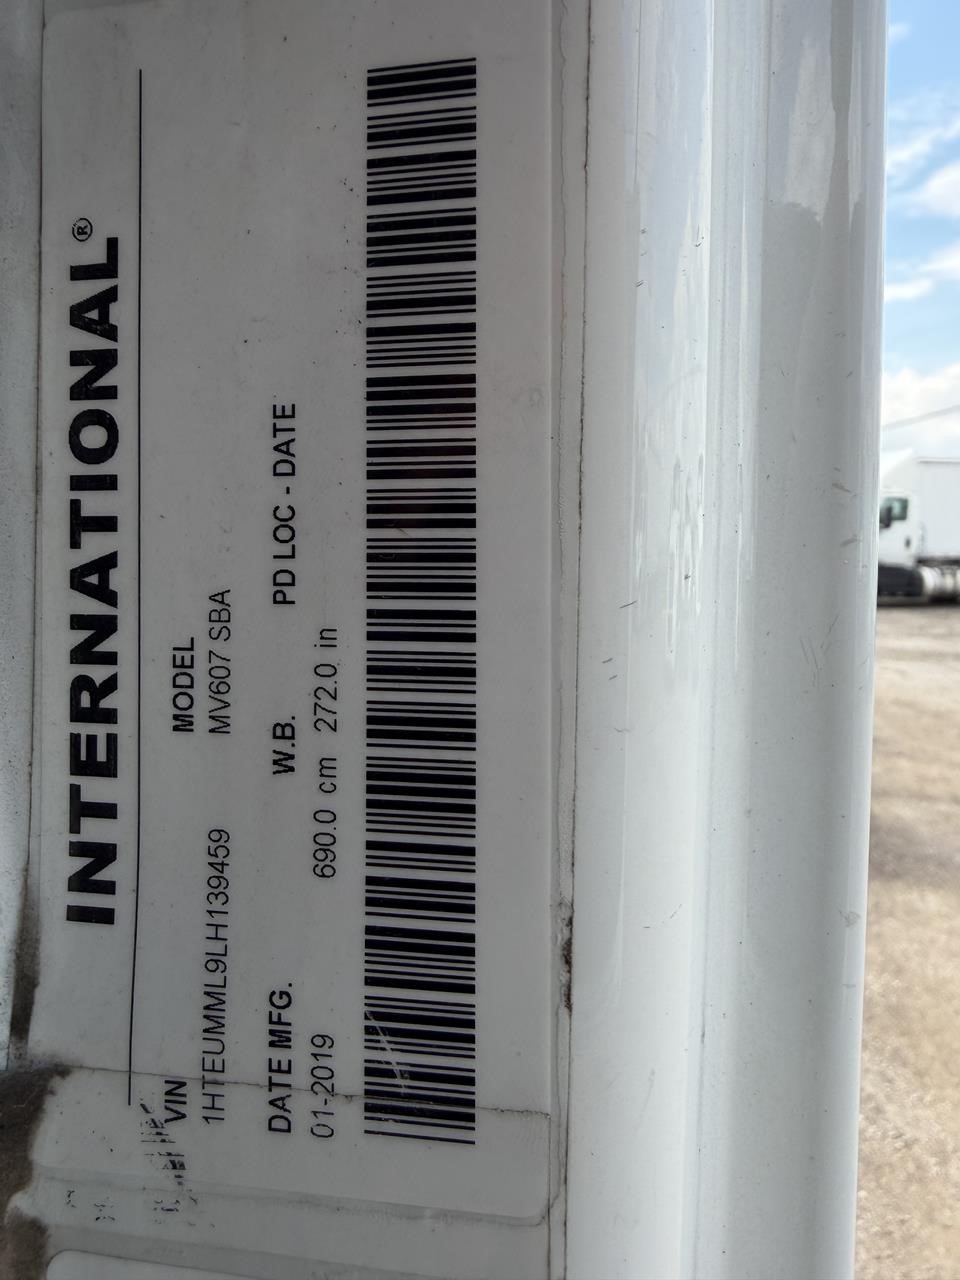 INTERNATIONAL®
VIN MODEL
1HTEUMML9LH139459 MV607 SBA
DATE MFG. W.B. PD LOC - DATE
01-2019 690.0 cm 272.0 in